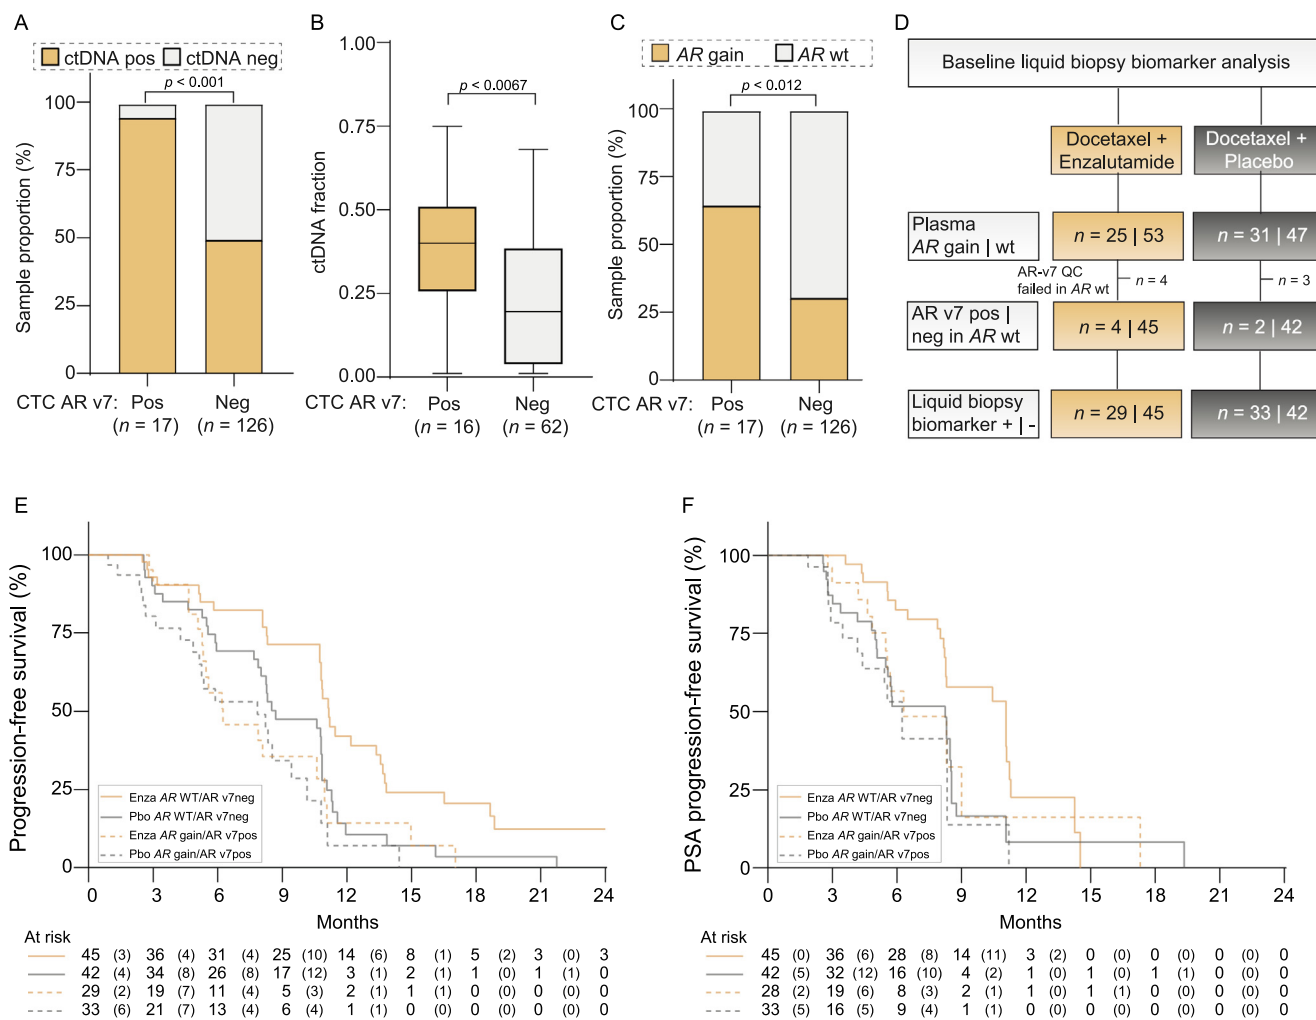 A
ctDNA pos ctDNA neg
p < 0.001
Sample proportion (%)
100
75
50
25
0
CTC AR v7: Pos Neg
(n = 17) (n = 126)
B
p < 0.0067
ctDNA fraction
1.00
0.75
0.50
0.25
0.00
CTC AR v7: Pos Neg
(n = 16) (n = 62)
C
AR gain AR wt
p < 0.012
Sample proportion (%)
100
75
50
25
0
CTC AR v7: Pos Neg
(n = 17) (n = 126)
D
Baseline liquid biopsy biomarker analysis
Docetaxel + Enzalutamide
Docetaxel + Placebo
Plasma
AR gain | wt
n = 25 | 53 n = 31 | 47
AR-v7 QC
failed in AR wt
n = 4 n = 3
AR v7 pos |
neg in AR wt
n = 4 | 45 n = 2 | 42
Liquid biopsy
biomarker + | -
n = 29 | 45 n = 33 | 42
E
Progression-free survival (%)
100
75
50
25
0
Enza AR WT/AR v7neg
Pbo AR WT/AR v7neg
Enza AR gain/AR v7pos
Pbo AR gain/AR v7pos
0 3 6 9 12 15 18 21 24
Months
At risk
45 (3) 36 (4) 31 (4) 25 (10) 14 (6) 8 (1) 5 (2) 3 (0) 3
42 (4) 34 (8) 26 (8) 17 (12) 3 (1) 2 (1) 1 (0) 1 (1) 0
29 (2) 19 (7) 11 (4) 5 (3) 2 (1) 1 (1) 0 (0) 0 (0) 0
33 (6) 21 (7) 13 (4) 6 (4) 1 (1) 0 (0) 0 (0) 0 (0) 0
F
PSA progression-free survival (%)
100
75
50
25
0
Enza AR WT/AR v7neg
Pbo AR WT/AR v7neg
Enza AR gain/AR v7pos
Pbo AR gain/AR v7pos
0 3 6 9 12 15 18 21 24
Months
At risk
45 (0) 36 (6) 28 (8) 14 (11) 3 (2) 0 (0) 0 (0) 0 (0) 0
42 (5) 32 (12) 16 (10) 4 (2) 1 (0) 1 (0) 1 (1) 0 (0) 0
28 (2) 19 (6) 8 (3) 2 (1) 1 (0) 1 (1) 0 (0) 0 (0) 0
33 (5) 16 (5) 9 (4) 1 (1) 0 (0) 0 (0) 0 (0) 0 (0) 0